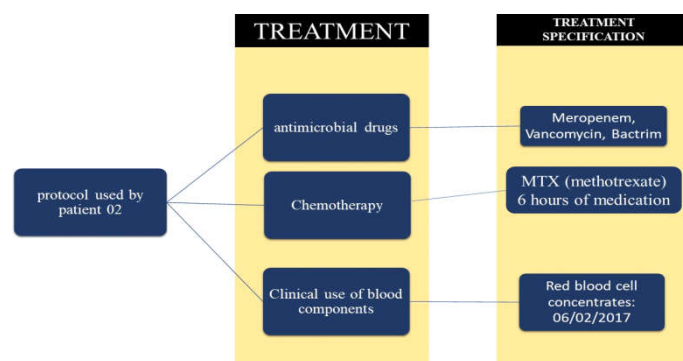 TREATMENT
TREATMENT
SPECIFICATION
antimicrobial drugs
Meropenem,
Vancomycin, Bactrim
protocol used by
patient 02
Chemotherapy
MTX (methotrexate)
6 hours of medication
Clinical use of blood
components
Red blood cell
concentrates:
06/02/2017